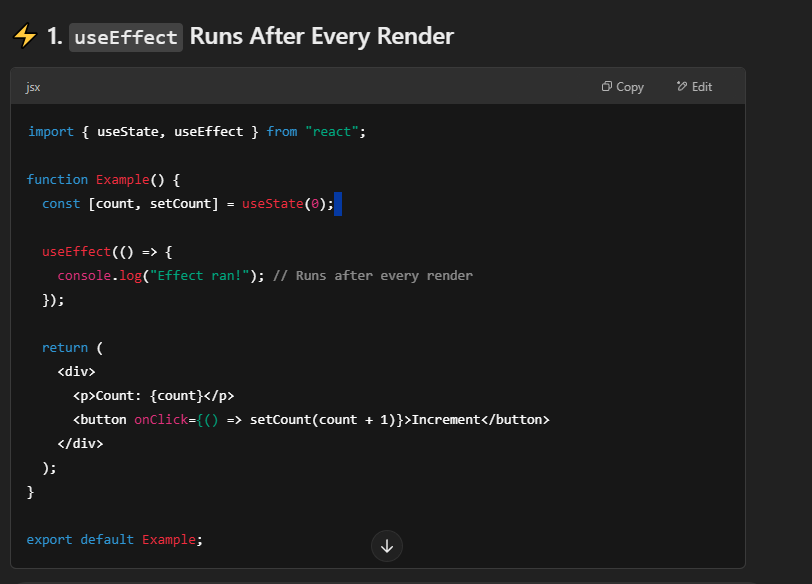 ⚡ 1. useEffect Runs After Every Render
jsx
Copy
Edit
import { useState, useEffect } from "react";
function Example() {
  const [count, setCount] = useState(0);
  useEffect(() => {
    console.log("Effect ran!"); // Runs after every render
  });
  return (
    <div>
      <p>Count: {count}</p>
      <button onClick={() => setCount(count + 1)}>Increment</button>
    </div>
  );
}
export default Example;